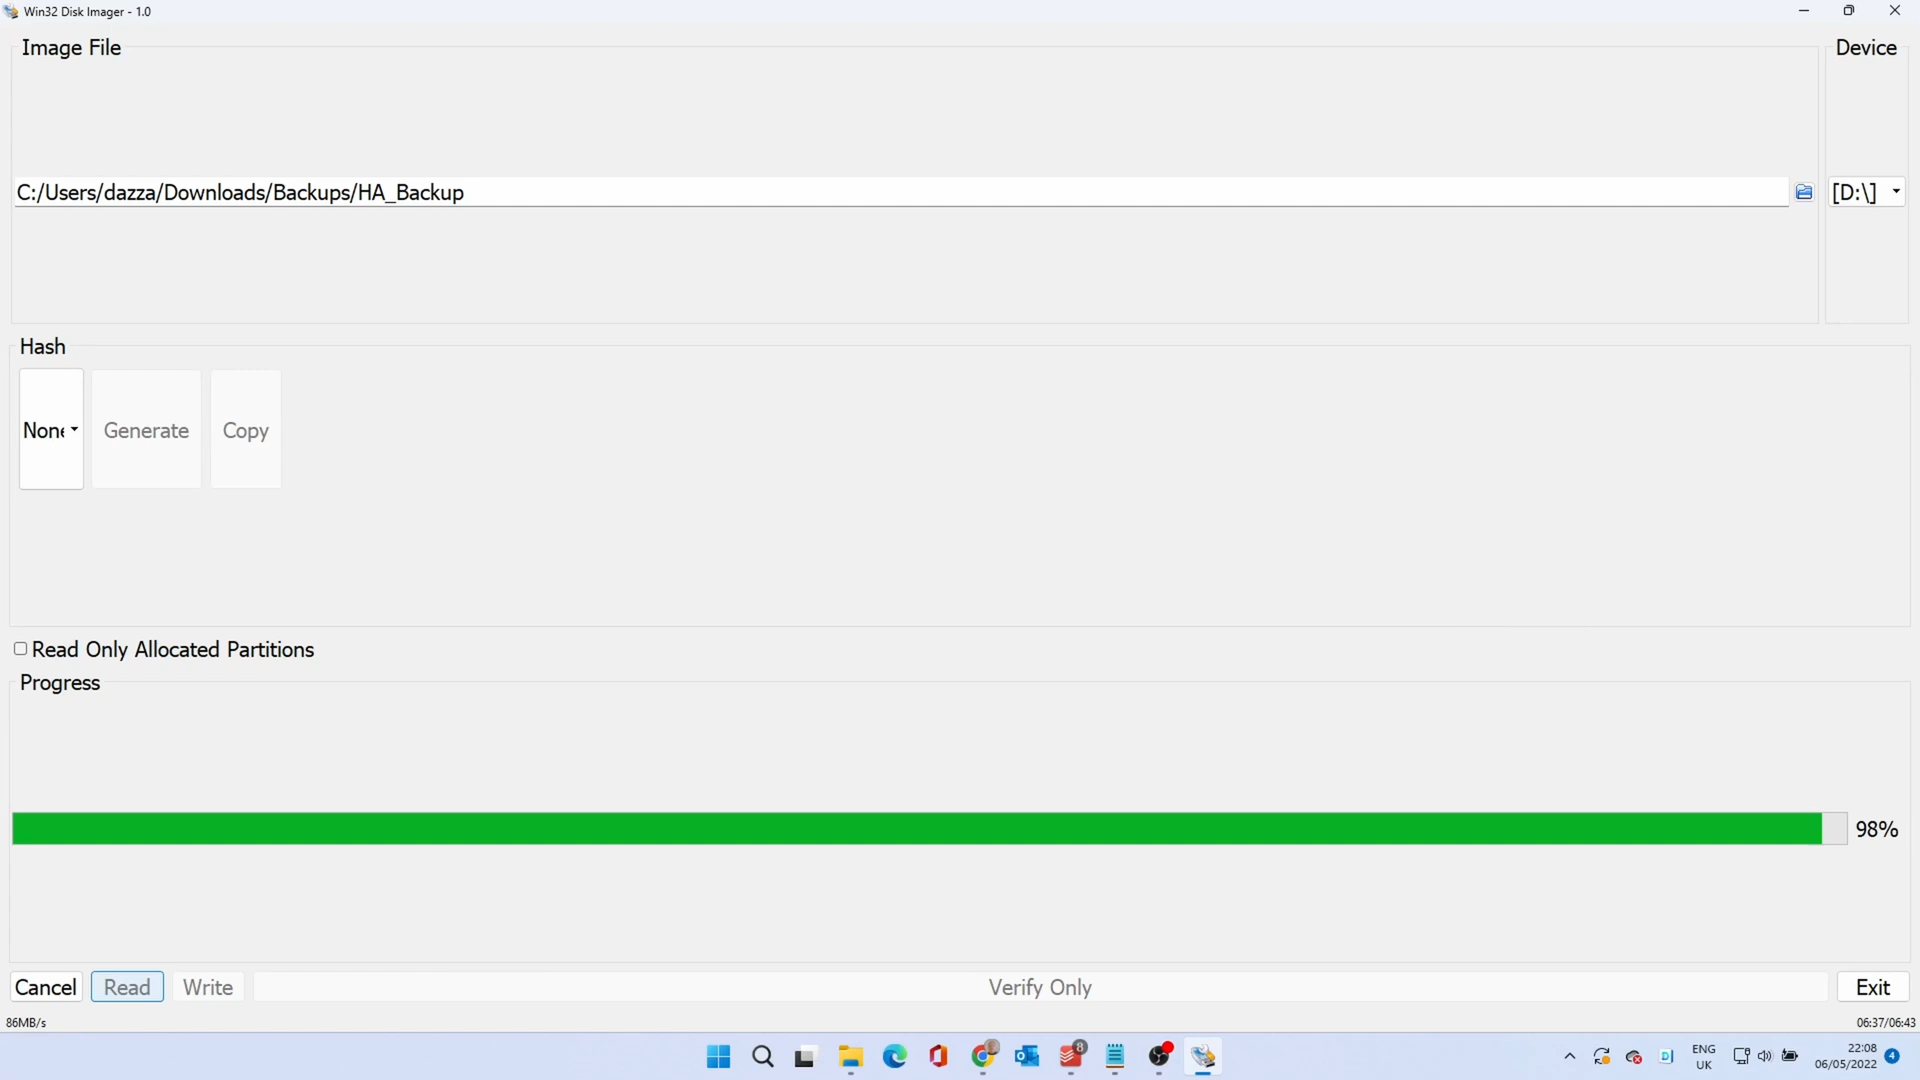 Win32 Disk Imager - 1.0
Image File
Device
C:/Users/dazza/Downloads/Backups/HA_Backup
[D:\]
Hash
None
Generate
Copy
Read Only Allocated Partitions
Progress
98%
Cancel
Read
Write
Verify Only
Exit
86MB/s
06:37/06:43
8
D
ENG
UK
22:08
06/05/2022
4